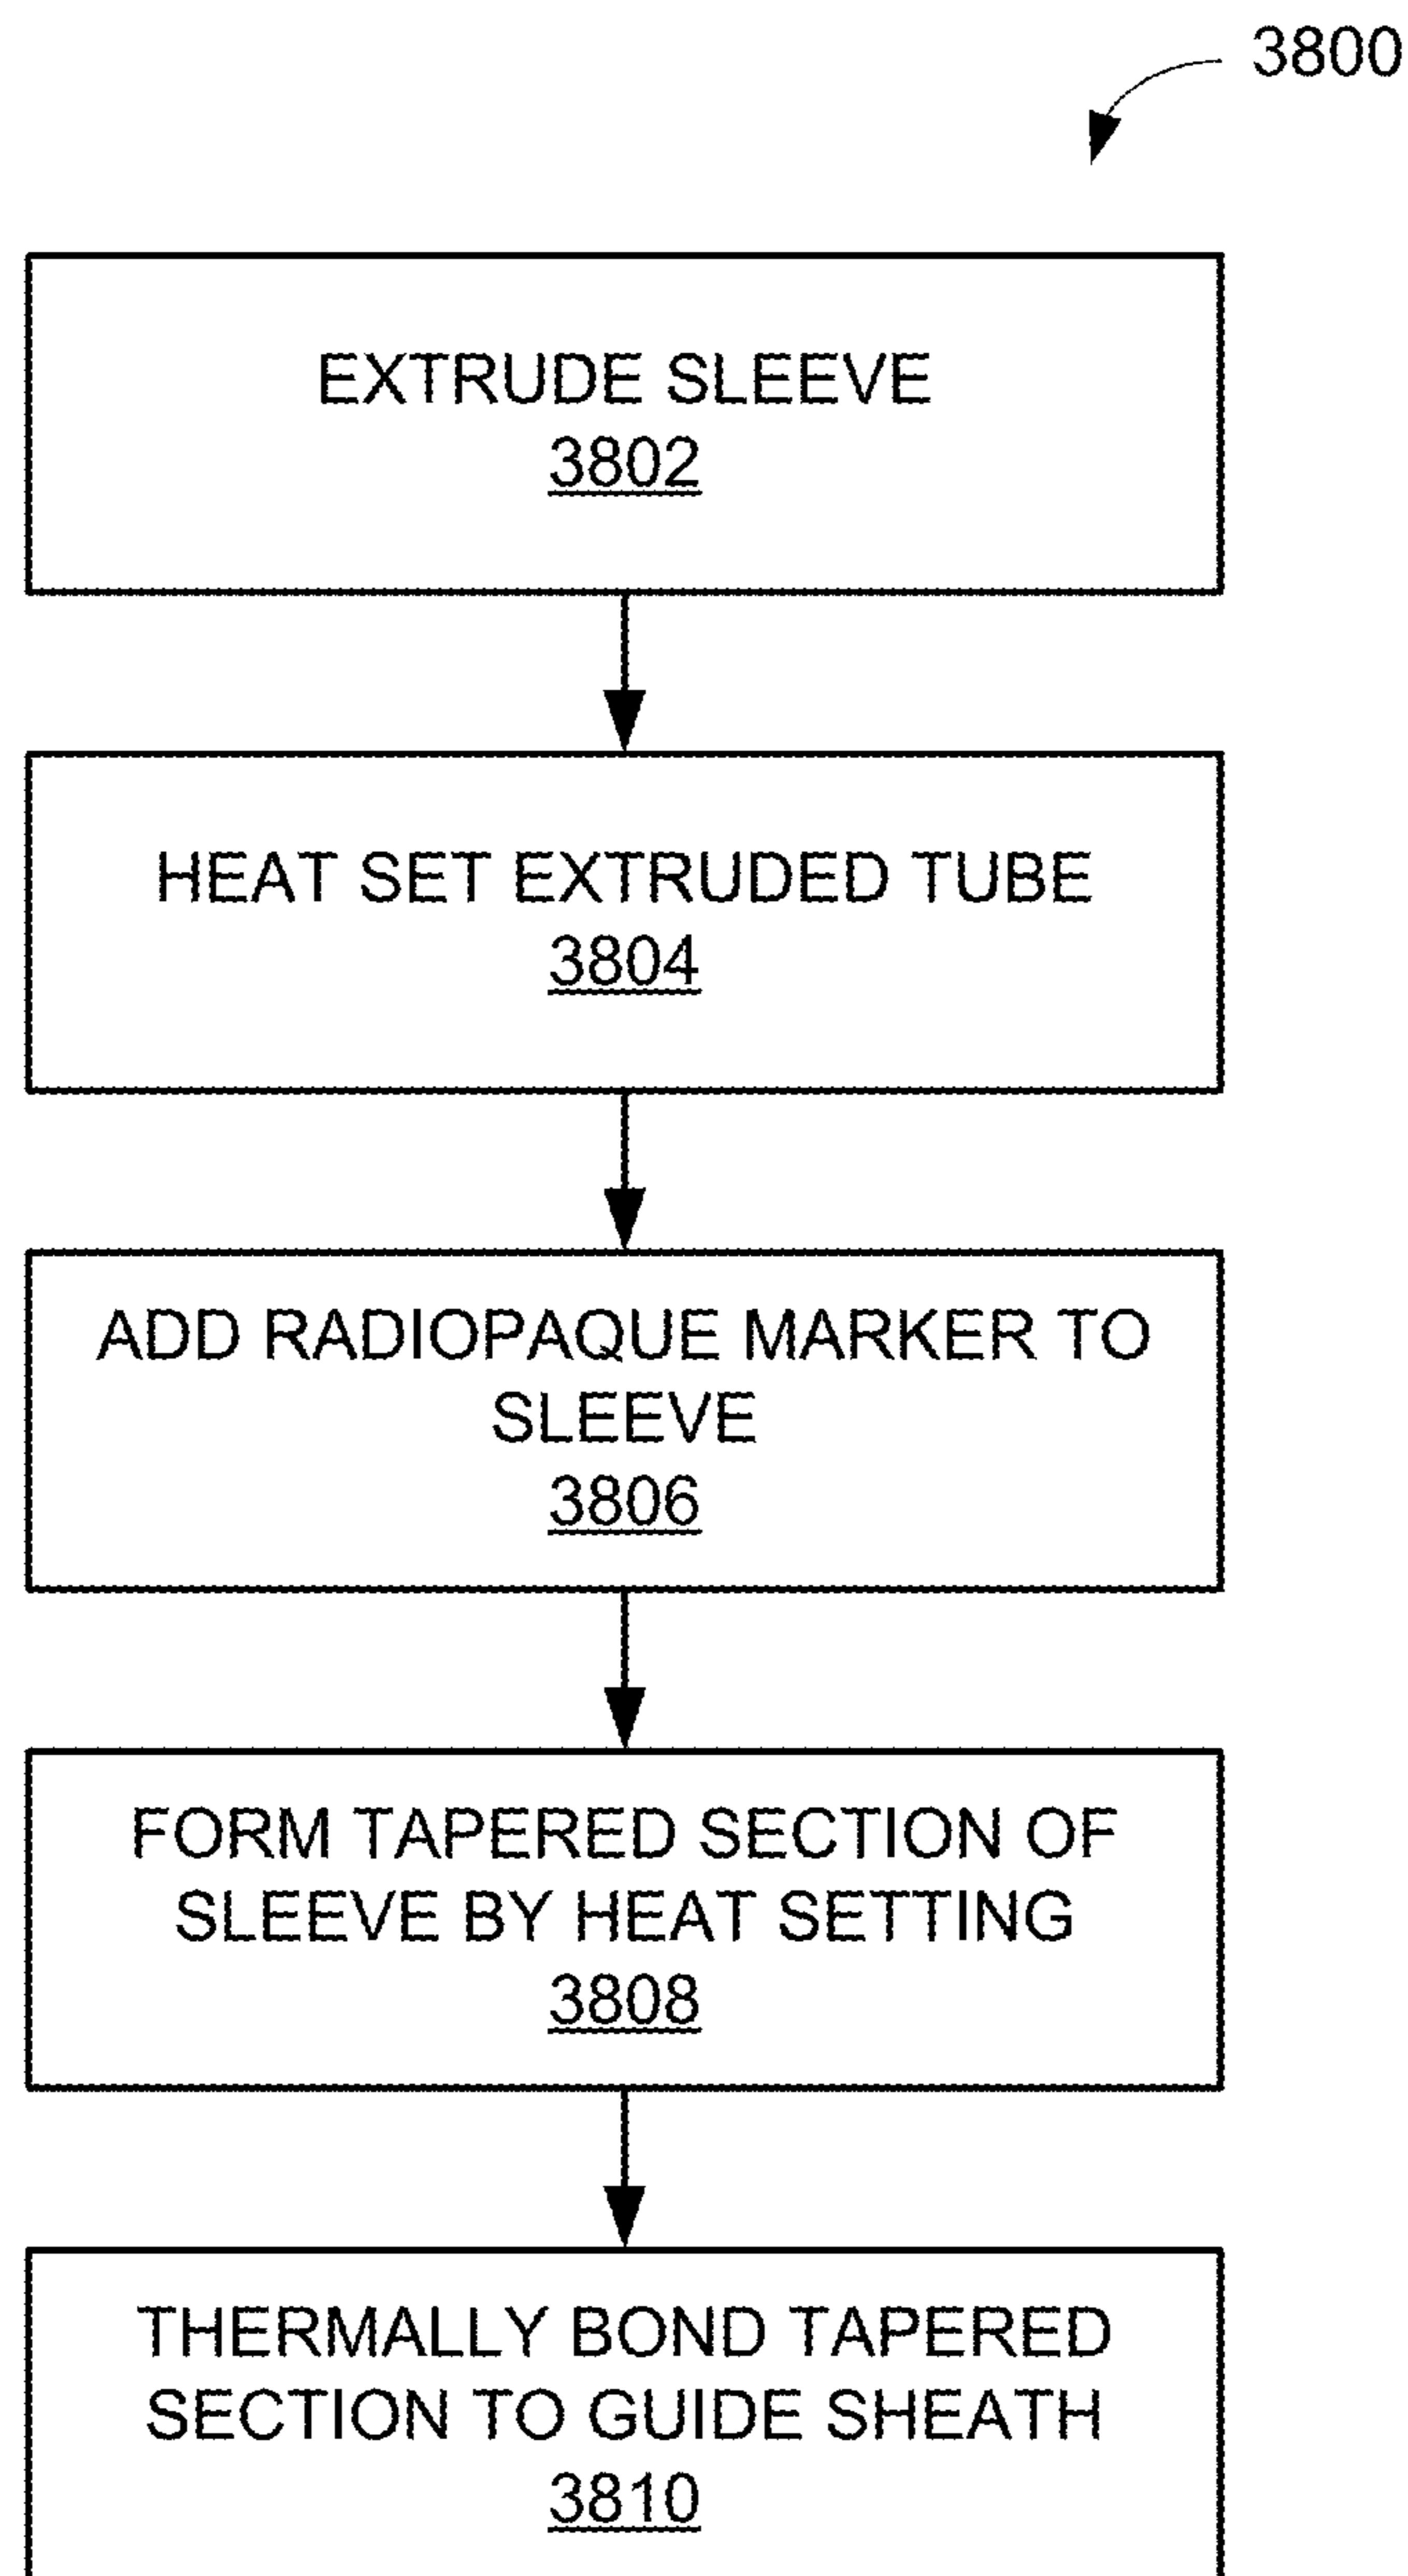 3800
EXTRUDE SLEEVE
3802
HEAT SET EXTRUDED TUBE
3804
ADD RADIOPAQUE MARKER TO
SLEEVE
3806
FORM TAPERED SECTION OF
SLEEVE BY HEAT SETTING
3808
THERMALLY BOND TAPERED
SECTION TO GUIDE SHEATH
3810